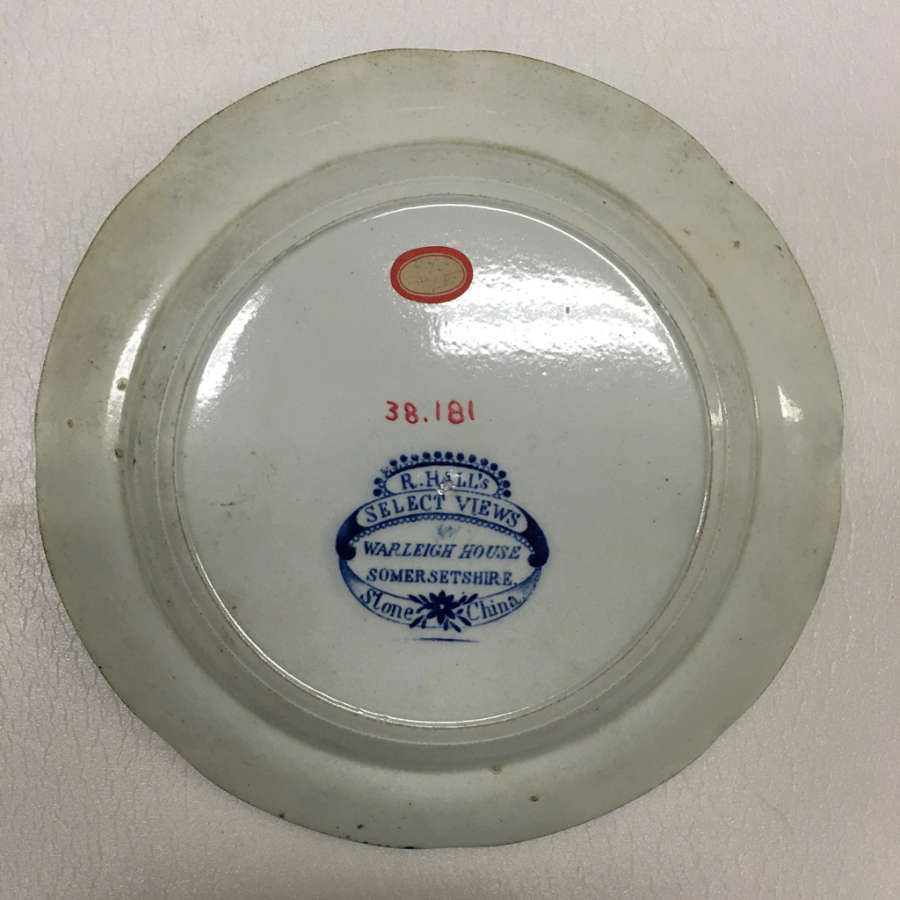 38.181
R. HALL's
SELECT VIEWS
WARLEIGH HOUSE
SOMERSETSHIRE.
Stone China.